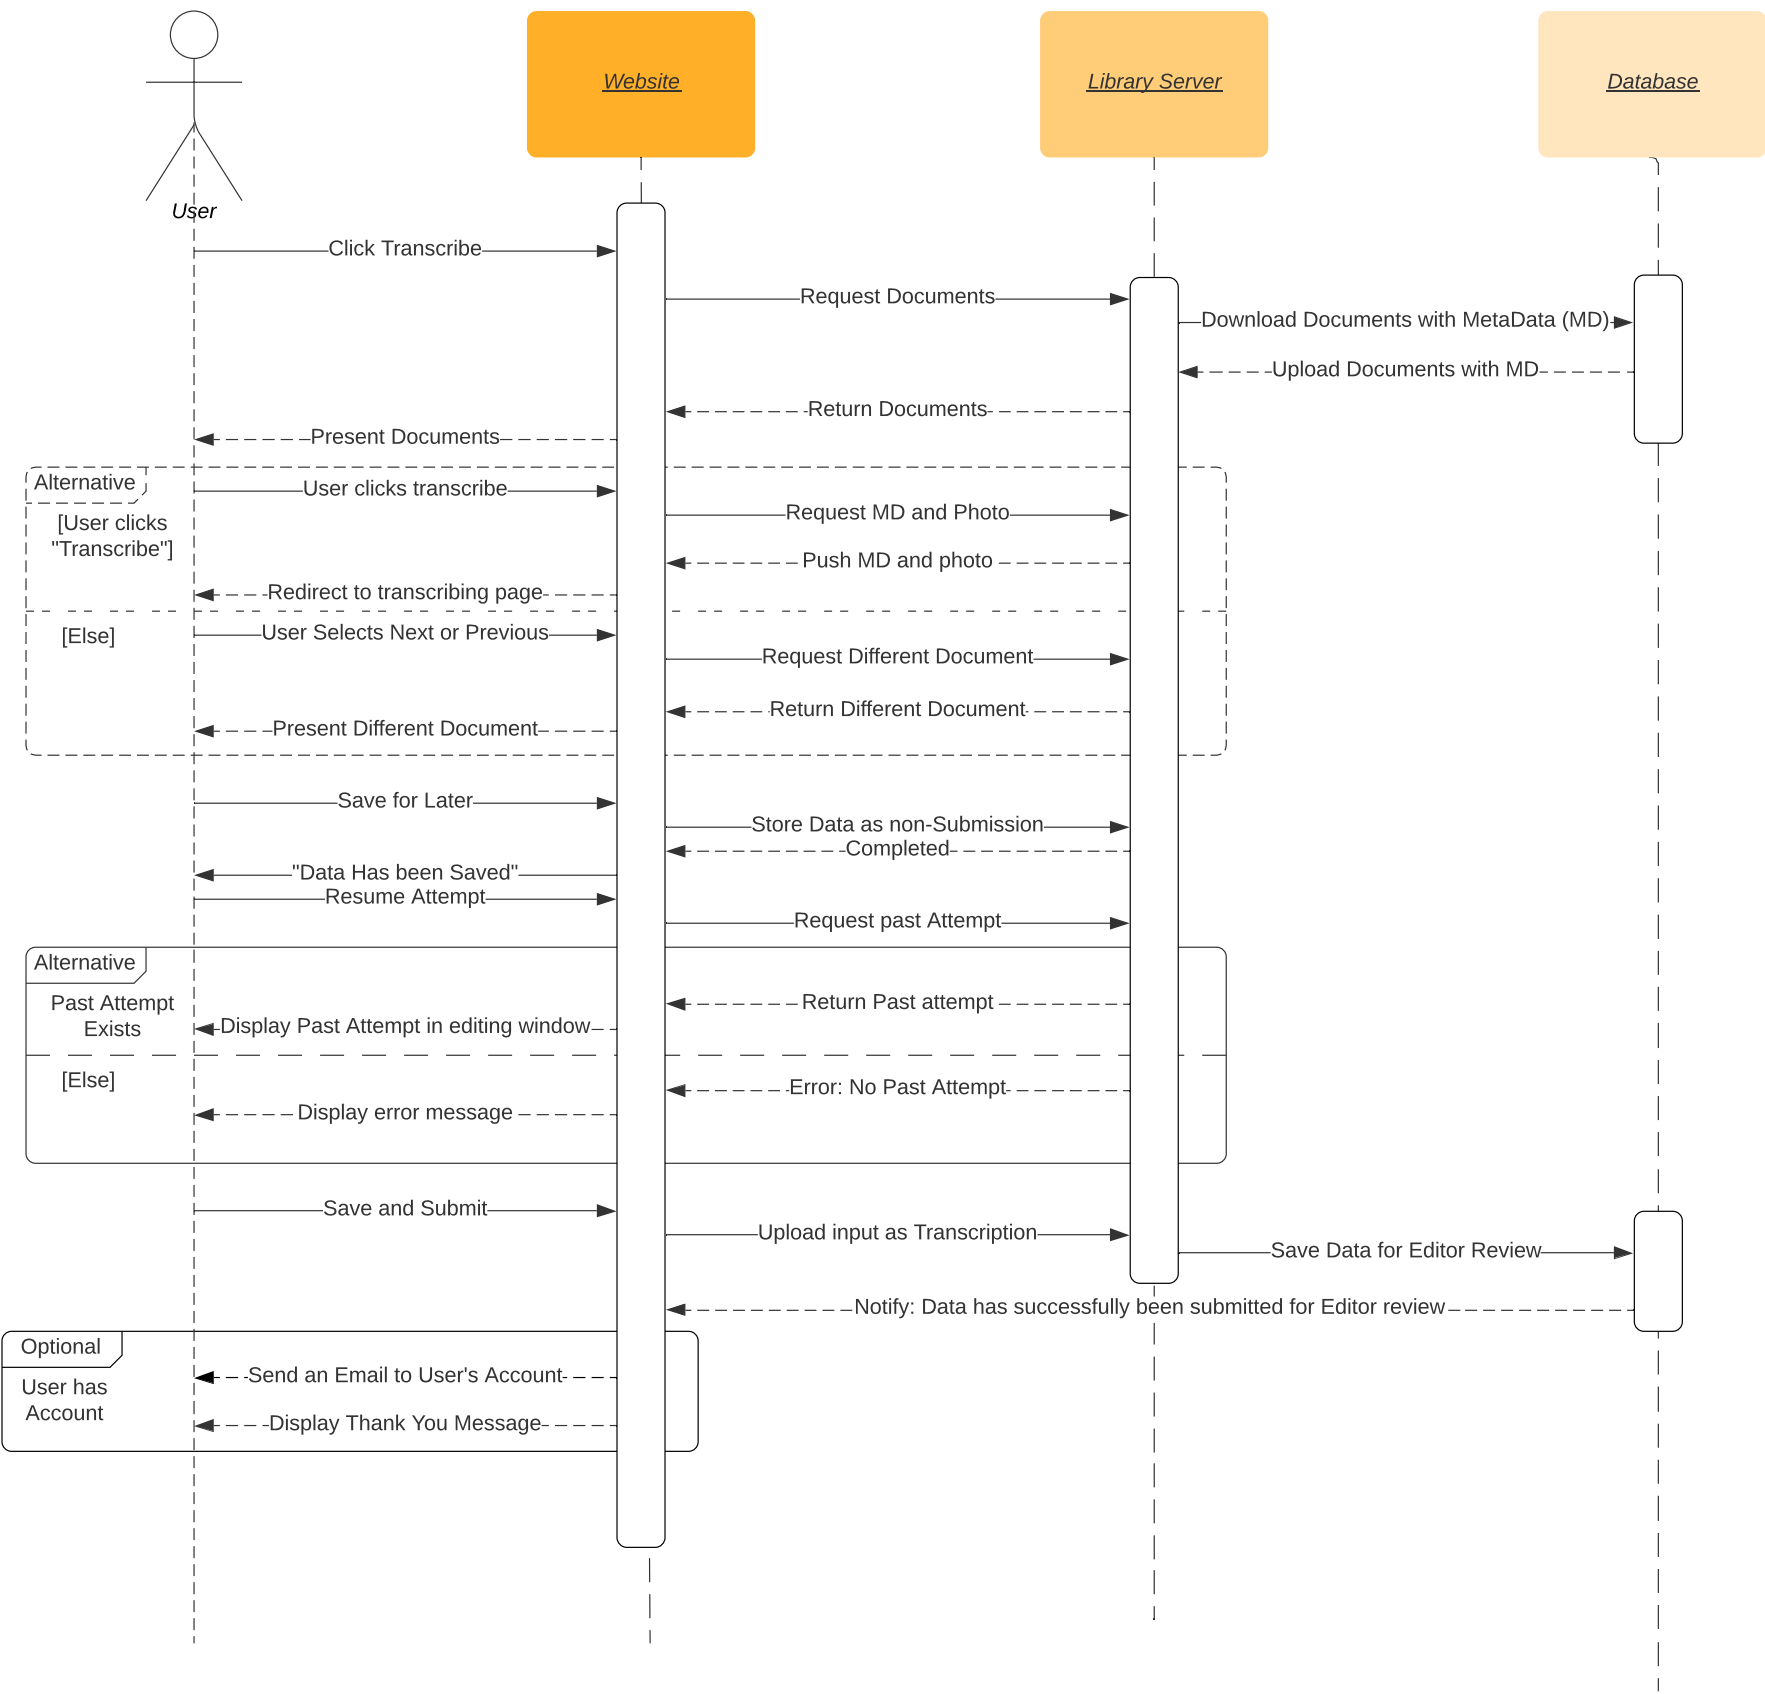 Website
Library Server
Database
User
Click Transcribe
Request Documents
Download Documents with MetaData (MD)
Upload Documents with MD
Return Documents
Present Documents
Alternative
User clicks transcribe
[User clicks
"Transcribe"]
Request MD and Photo
Push MD and photo
Redirect to transcribing page
[Else]
User Selects Next or Previous
Request Different Document
Return Different Document
Present Different Document
Save for Later
Store Data as non-Submission
Completed
"Data Has been Saved"
Resume Attempt
Request past Attempt
Alternative
Past Attempt
Exists
Return Past attempt
Display Past Attempt in editing window
[Else]
Error: No Past Attempt
Display error message
Save and Submit
Upload input as Transcription
Save Data for Editor Review
Notify: Data has successfully been submitted for Editor review
Optional
User has
Account
Send an Email to User's Account
Display Thank You Message